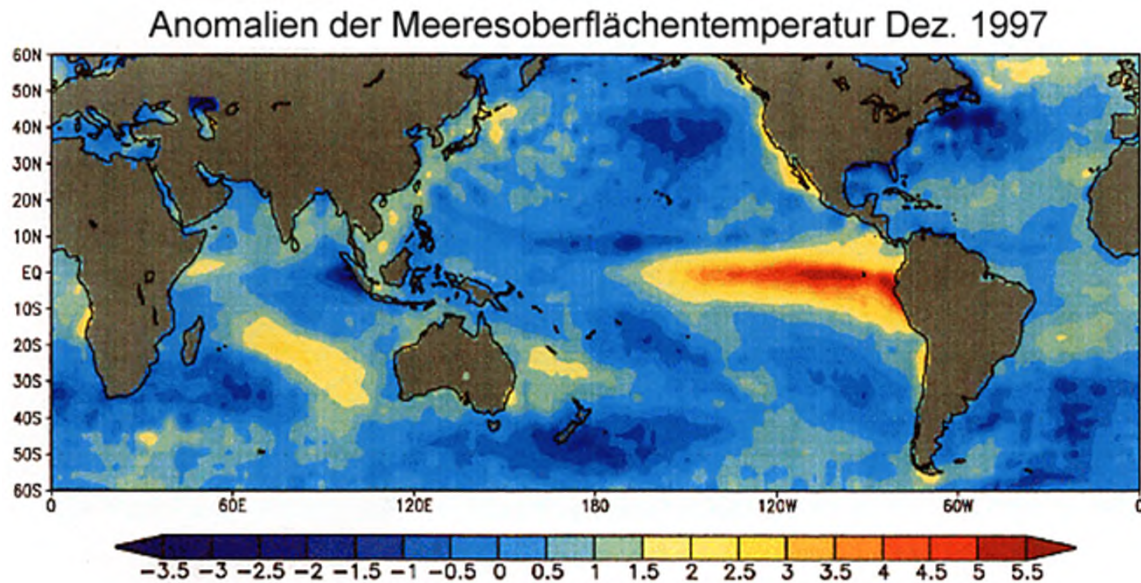 Anomalien der Meeresoberflächentemperatur Dez. 1997
60N
50N
40N
30N
20N
10N
EQ
10S
20S
30S
40S
50S
60S
0 60E 120E 180 120W 60W 0
-3.5 -3 -2.5 -2 -1.5 -1 -0.5 0 0.5 1 1.5 2 2.5 3 3.5 4 4.5 5 5.5